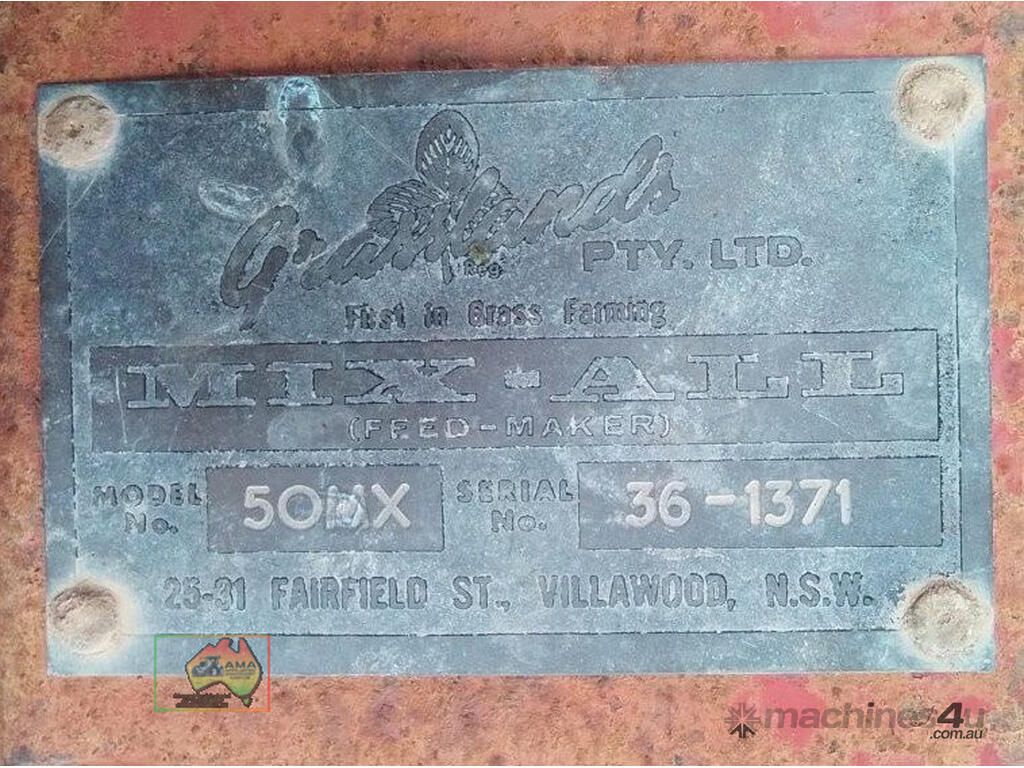 Grasslands
Reg.
PTY. LTD.
First in Grass Farming
MIX-ALL
(FEED-MAKER)
MODEL No. 50MX SERIAL No. 36-1371
25-31 FAIRFIELD ST., VILLAWOOD, N.S.W.
AMA
machines4u
.com.au